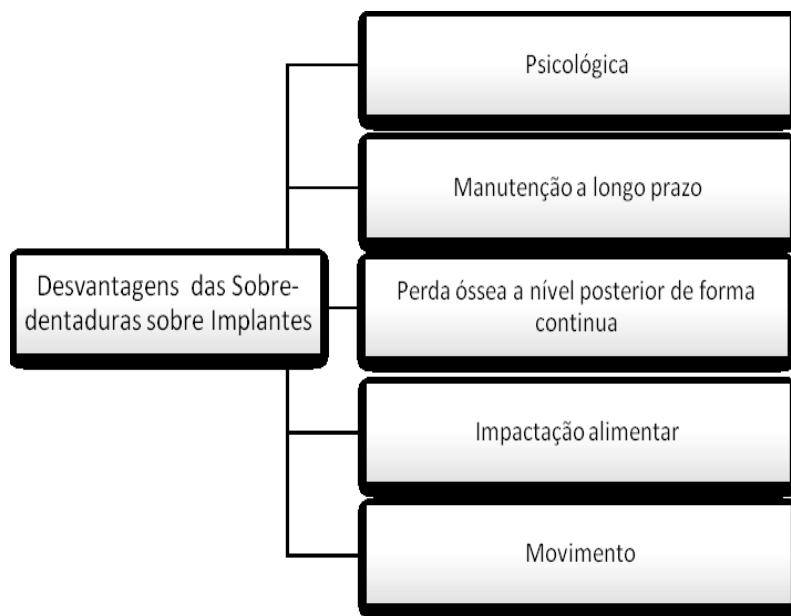 Desvantagens das Sobre-
dentaduras sobre Implantes
Psicológica
Manutenção a longo prazo
Perda óssea a nível posterior de forma
continua
Impactação alimentar
Movimento